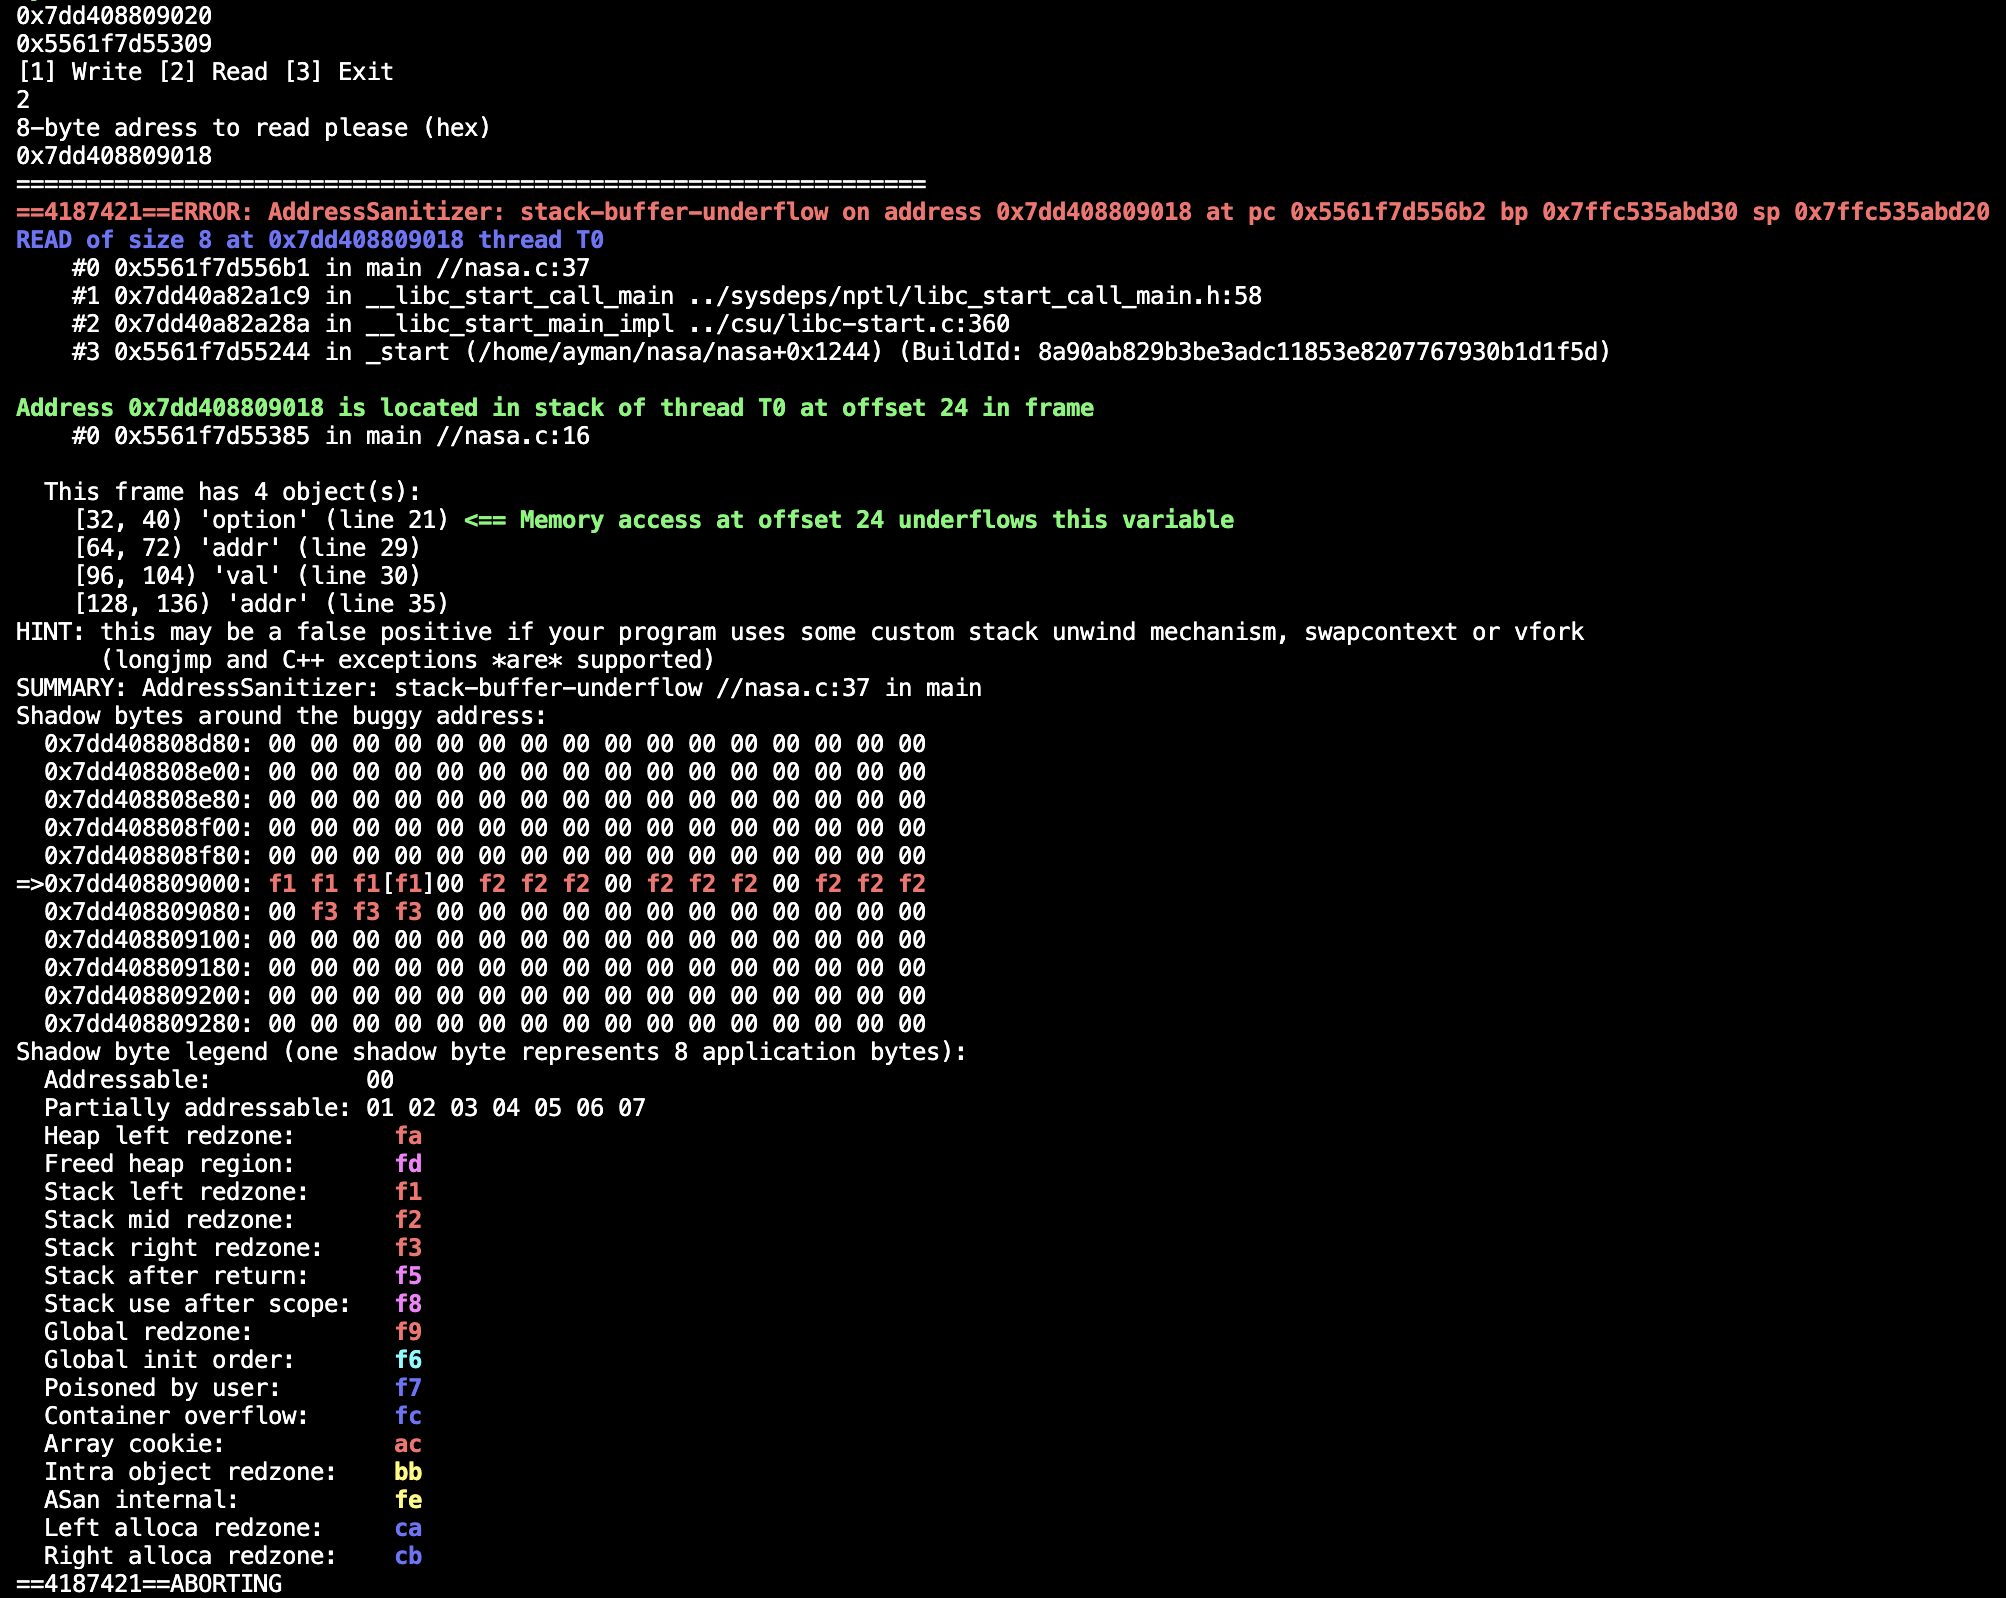 0x7dd408809020
0x5561f7d55309
[1] Write [2] Read [3] Exit
2
8-byte adress to read please (hex)
0x7dd408809018
=================================================================
==4187421==ERROR: AddressSanitizer: stack-buffer-underflow on address 0x7dd408809018 at pc 0x5561f7d556b2 bp 0x7ffc535abd30 sp 0x7ffc535abd20
READ of size 8 at 0x7dd408809018 thread T0
    #0 0x5561f7d556b1 in main //nasa.c:37
    #1 0x7dd40a82a1c9 in __libc_start_call_main ../sysdeps/nptl/libc_start_call_main.h:58
    #2 0x7dd40a82a28a in __libc_start_main_impl ../csu/libc-start.c:360
    #3 0x5561f7d55244 in _start (/home/ayman/nasa/nasa+0x1244) (BuildId: 8a90ab829b3be3adc11853e8207767930b1d1f5d)

Address 0x7dd408809018 is located in stack of thread T0 at offset 24 in frame
    #0 0x5561f7d55385 in main //nasa.c:16

  This frame has 4 object(s):
    [32, 40) 'option' (line 21) <== Memory access at offset 24 underflows this variable
    [64, 72) 'addr' (line 29)
    [96, 104) 'val' (line 30)
    [128, 136) 'addr' (line 35)
HINT: this may be a false positive if your program uses some custom stack unwind mechanism, swapcontext or vfork
      (longjmp and C++ exceptions *are* supported)
SUMMARY: AddressSanitizer: stack-buffer-underflow //nasa.c:37 in main
Shadow bytes around the buggy address:
  0x7dd408808d80: 00 00 00 00 00 00 00 00 00 00 00 00 00 00 00 00
  0x7dd408808e00: 00 00 00 00 00 00 00 00 00 00 00 00 00 00 00 00
  0x7dd408808e80: 00 00 00 00 00 00 00 00 00 00 00 00 00 00 00 00
  0x7dd408808f00: 00 00 00 00 00 00 00 00 00 00 00 00 00 00 00 00
  0x7dd408808f80: 00 00 00 00 00 00 00 00 00 00 00 00 00 00 00 00
=>0x7dd408809000: f1 f1 f1[f1]00 f2 f2 f2 00 f2 f2 f2 00 f2 f2 f2
  0x7dd408809080: 00 f3 f3 f3 00 00 00 00 00 00 00 00 00 00 00 00
  0x7dd408809100: 00 00 00 00 00 00 00 00 00 00 00 00 00 00 00 00
  0x7dd408809180: 00 00 00 00 00 00 00 00 00 00 00 00 00 00 00 00
  0x7dd408809200: 00 00 00 00 00 00 00 00 00 00 00 00 00 00 00 00
  0x7dd408809280: 00 00 00 00 00 00 00 00 00 00 00 00 00 00 00 00
Shadow byte legend (one shadow byte represents 8 application bytes):
  Addressable:           00
  Partially addressable: 01 02 03 04 05 06 07
  Heap left redzone:       fa
  Freed heap region:       fd
  Stack left redzone:      f1
  Stack mid redzone:       f2
  Stack right redzone:     f3
  Stack after return:      f5
  Stack use after scope:   f8
  Global redzone:          f9
  Global init order:       f6
  Poisoned by user:        f7
  Container overflow:      fc
  Array cookie:            ac
  Intra object redzone:    bb
  ASan internal:           fe
  Left alloca redzone:     ca
  Right alloca redzone:    cb
==4187421==ABORTING